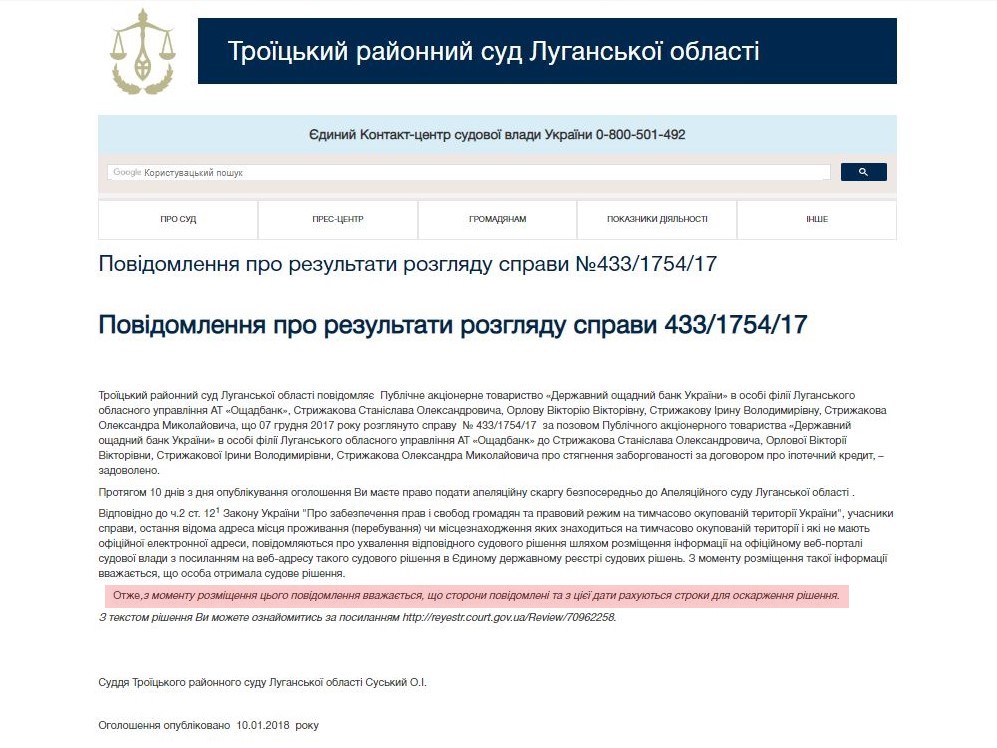 Троїцький районний суд Луганської області
Єдиний Контакт-центр судової влади України 0-800-501-492
Google Користувацький пошук
ПРО СУД ПРЕС-ЦЕНТР ГРОМАДЯНАМ ПОКАЗНИКИ ДІЯЛЬНОСТІ ІНШЕ
Повідомлення про результати розгляду справи №433/1754/17
Повідомлення про результати розгляду справи 433/1754/17
Троїцький районний суд Луганської області повідомляє Публічне акціонерне товариство «Державний ощадний банк України» в особі філії Луганського
обласного управління АТ «Ощадбанк», Стрижакова Станіслава Олександровича, Орлову Вікторію Вікторівну, Стрижакову Ірину Володимирівну, Стрижакова
Олександра Миколайовича, що 07 грудня 2017 року розглянуто справу № 433/1754/17 за позовом Публічного акціонерного товариства «Державний
ощадний банк України» в особі філії Луганського обласного управління АТ «Ощадбанк» до Стрижакова Станіслава Олександровича, Орлової Вікторії
Вікторівни, Стрижакової Ірини Володимирівни, Стрижакова Олександра Миколайовича про стягнення заборгованості за договором про іпотечний кредит, –
задоволено.
Протягом 10 днів з дня опублікування оголошення Ви маєте право подати апеляційну скаргу безпосередньо до Апеляційного суду Луганської області .
Відповідно до ч.2 ст. 12¹ Закону України "Про забезпечення прав і свобод громадян та правовий режим на тимчасово окупованій території України", учасники
справи, остання відома адреса місця проживання (перебування) чи місцезнаходження яких знаходиться на тимчасово окупованій території і які не мають
офіційної електронної адреси, повідомляються про ухвалення відповідного судового рішення шляхом розміщення інформації на офіційному веб-порталі
судової влади з посиланням на веб-адресу такого судового рішення в Єдиному державному реєстрі судових рішень. З моменту розміщення такої інформації
вважається, що особа отримала судове рішення.
Отже,з моменту розміщення цього повідомлення вважається, що сторони повідомлені та з цієї дати рахуються строки для оскарження рішення.
З текстом рішення Ви можете ознайомитись за посиланням http://reyestr.court.gov.ua/Review/70962258.
Суддя Троїцького районного суду Луганської області Суський О.І.
Оголошення опубліковано 10.01.2018 року